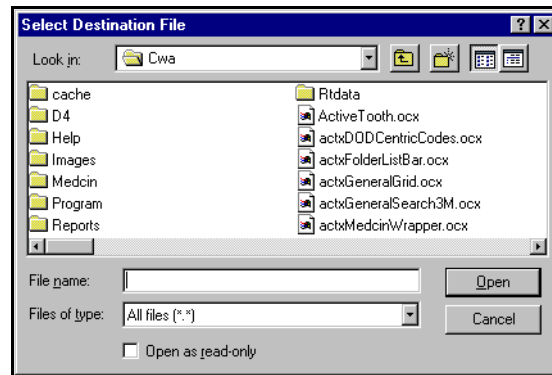 Select Destination File
Look in: Cwa
cache
D4
Help
Images
Medcin
Program
Reports
Rtdata
ActiveTooth.ocx
actxDODCentricCodes.ocx
actxFolderListBar.ocx
actxGeneralGrid.ocx
actxGeneralSearch3M.ocx
actxMedcinWrapper.ocx
File name:
Open
Files of type: All files (*.*)
Cancel
Open as read-only